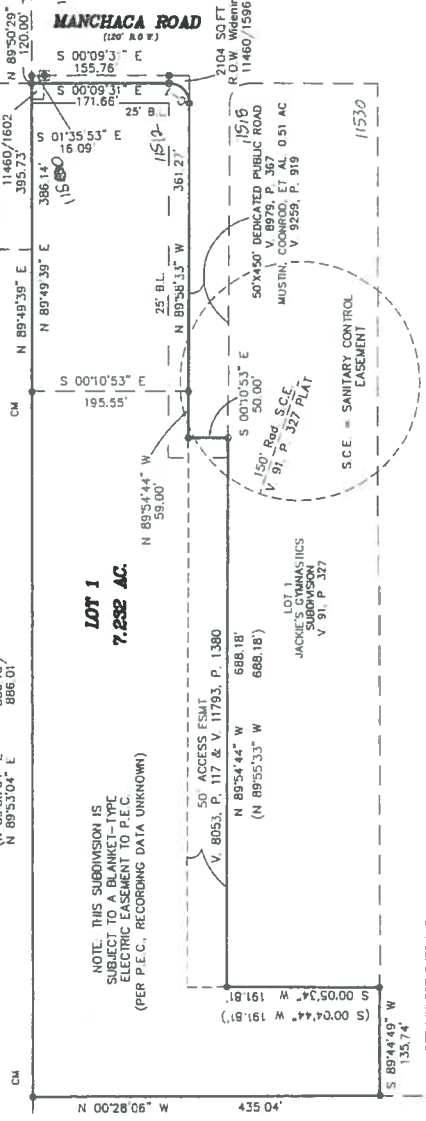 MANCHACA ROAD
(120' R.O.W.)
N 89°50'29"
120.00'
S 00°09'31" E
155.76'
S 00°09'31" E
171.66'
25' B.
2104 SQ FT
R.O.W. Widening
11460/1596
11460/1602
395.73'
S 01°35'53" E
16.09'
386.14'
11512
361.27'
11518
11530
50'X450' DEDICATED PUBLIC ROAD
V. 8979, P. 367
MUSTIN, COONROD, ET AL 0.51 AC
V 9259, P. 919
N 89°49'39" E
N 89°49'39" E
25' B.L.
N 89°58'33" W
CM
S 00°10'53" E
195.55'
S 00°10'53" E
50.00'
150' Rad S.C.E.
V 91, P 327 PLAT
S.C.E. = SANITARY CONTROL
EASEMENT
N 89°54'44" W
59.00'
LOT 1
7.232 AC.
LOT 1
JACKIE'S GYMNASTICS
SUBDIVISION
V 91, P 327
886.01'
N 89°53'04" E
50' ACCESS ESMT
V. 8053, P. 117 & V. 11793, P. 1380
N 89°54'44" W 688.18'
(N 89°55'33" W 688.18')
NOTE: THIS SUBDIVISION IS
SUBJECT TO A BLANKET-TYPE
ELECTRIC EASEMENT TO P.E.C.
(PER P.E.C., RECORDING DATA UNKNOWN)
S 00°05'34" W 191.81'
(S 00°04'44" W 191.81')
CM
S 89°44'49" W
135.74'
N 00°28'06" W 435.04'